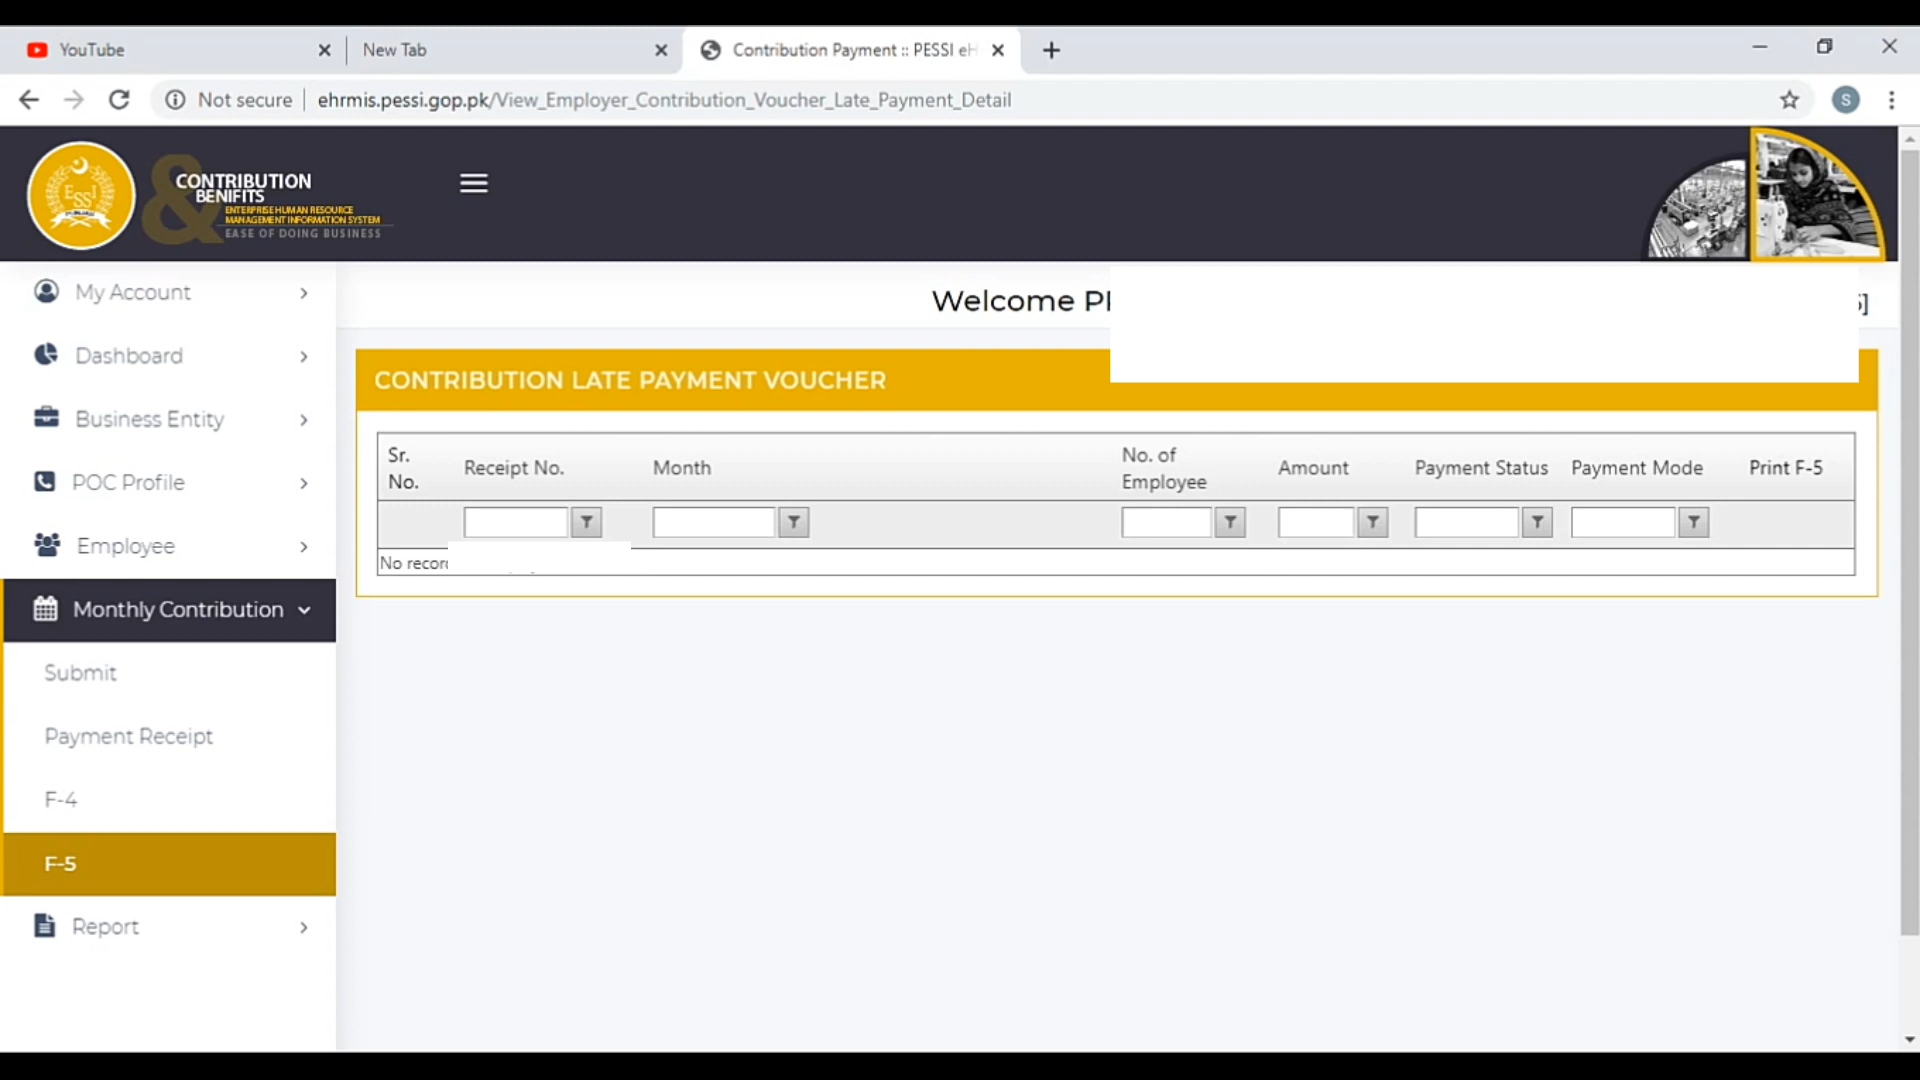 YouTube
New Tab
Contribution Payment :: PESSI eH
Not secure
ehrmis.pessi.gop.pk/View_Employer_Contribution_Voucher_Late_Payment_Detail
S
ESSI
CONTRIBUTION
&
BENIFITS
ENTERPRISE HUMAN RESOURCE
MANAGEMENT INFORMATION SYSTEM
EASE OF DOING BUSINESS
My Account
Welcome
Dashboard
CONTRIBUTION LATE PAYMENT VOUCHER
Business Entity
Sr. No. Receipt No. Month No. of Employee Amount Payment Status Payment Mode Print F-5
POC Profile
Employee
No
Monthly Contribution
Submit
Payment Receipt
F-4
F-5
Report